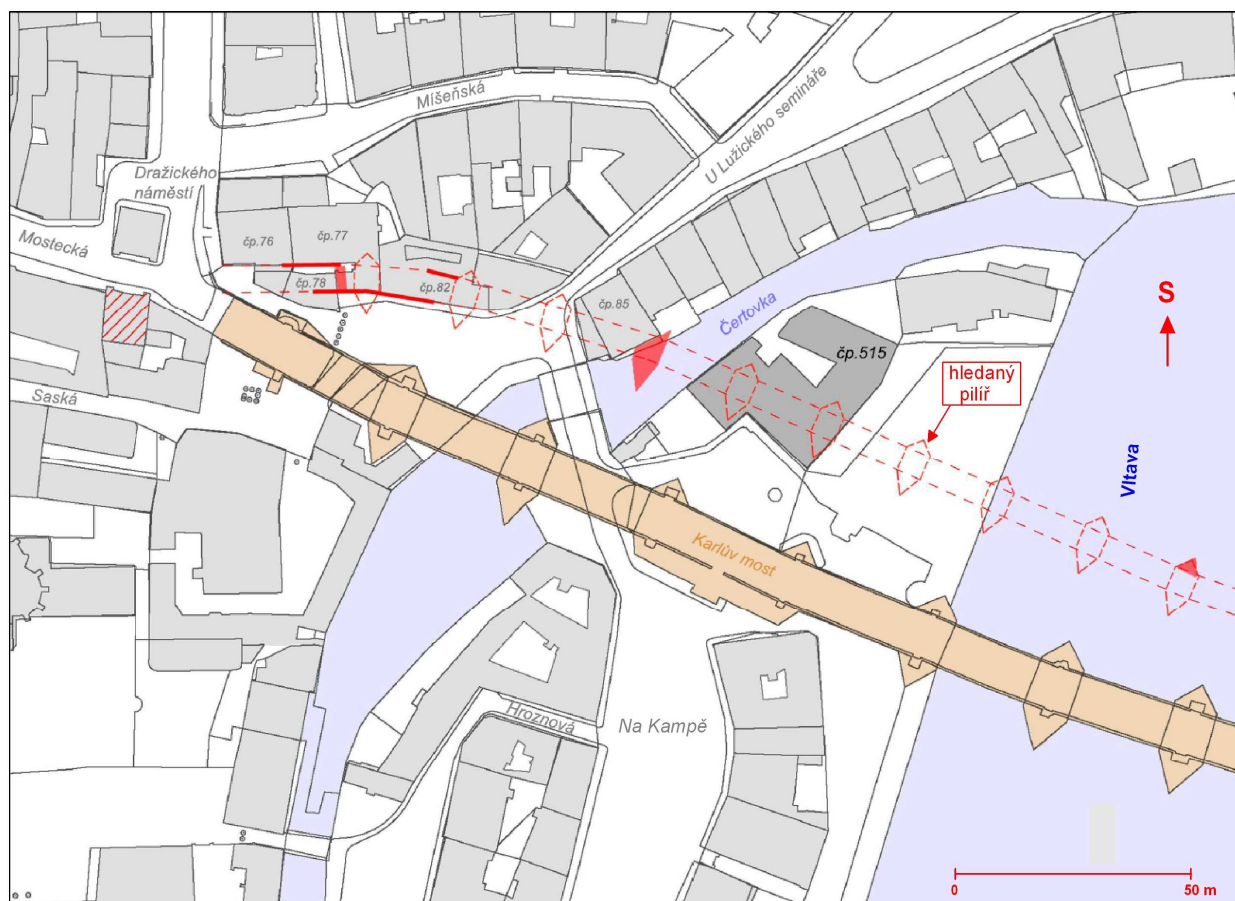 Míšeňská
U Lužického semináře
Dražického
náměstí
Mostecká
čp.76
čp.77
čp.78
čp.82
čp.85
Čertovka
čp.515
S
hledaný
pilíř
Saská
Vltava
Karlův most
Hroznová
Na Kampě
0
50 m